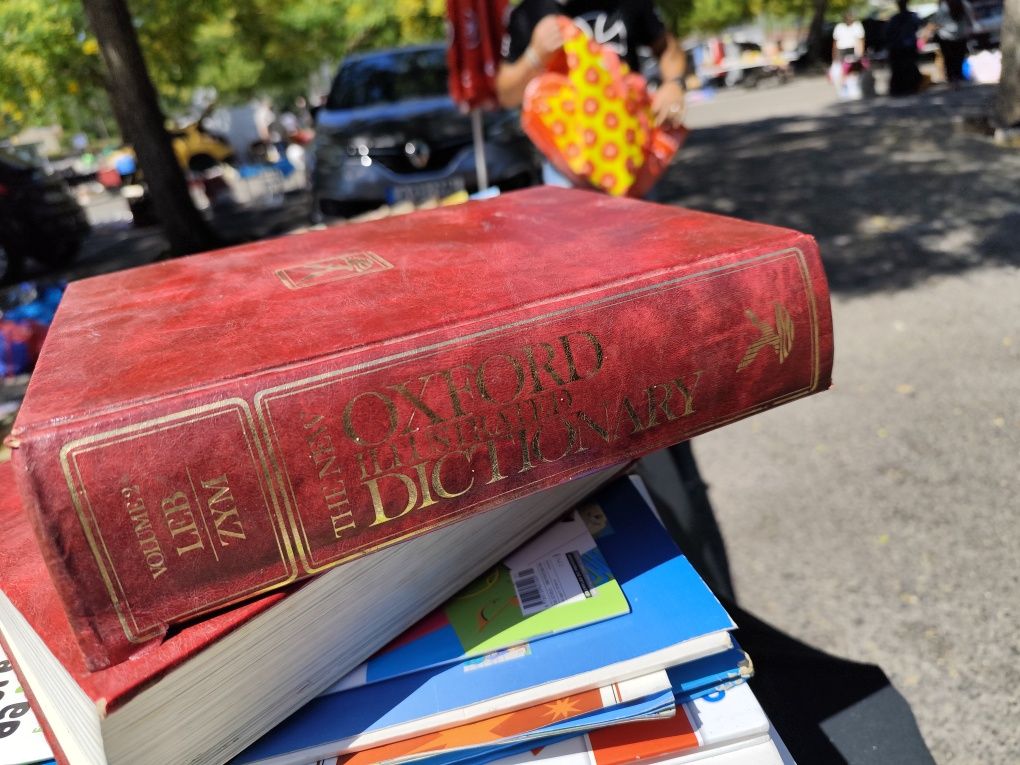 THE NEW
OXFORD
ILLUSTRATED
DICTIONARY
VOLUME:2
LEB
ZYM